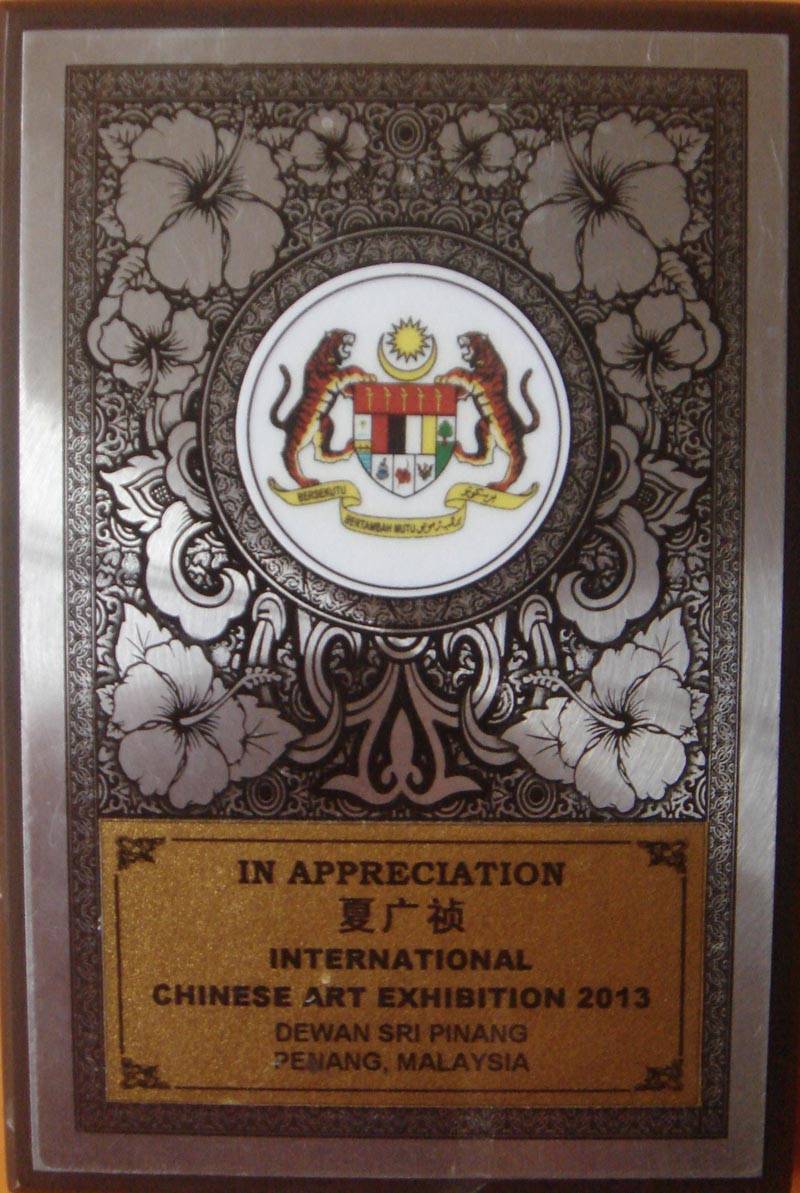 BERSEKUTU
BERTAMBAH MUTU
IN APPRECIATION
夏广祯
INTERNATIONAL
CHINESE ART EXHIBITION 2013
DEWAN SRI PINANG
PENANG, MALAYSIA